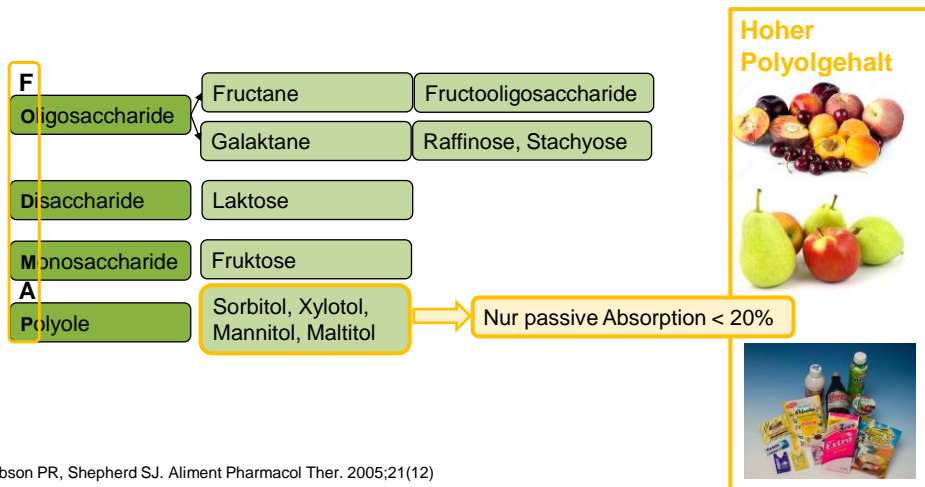 Hoher
Polyolgehalt
F
Oligosaccharide
Fructane
Fructooligosaccharide
Galaktane
Raffinose, Stachyose
Disaccharide
Laktose
Monosaccharide
Fruktose
A
Polyole
Sorbitol, Xylotol,
Mannitol, Maltitol
Nur passive Absorption < 20%
Extra
bson PR, Shepherd SJ. Aliment Pharmacol Ther. 2005;21(12)